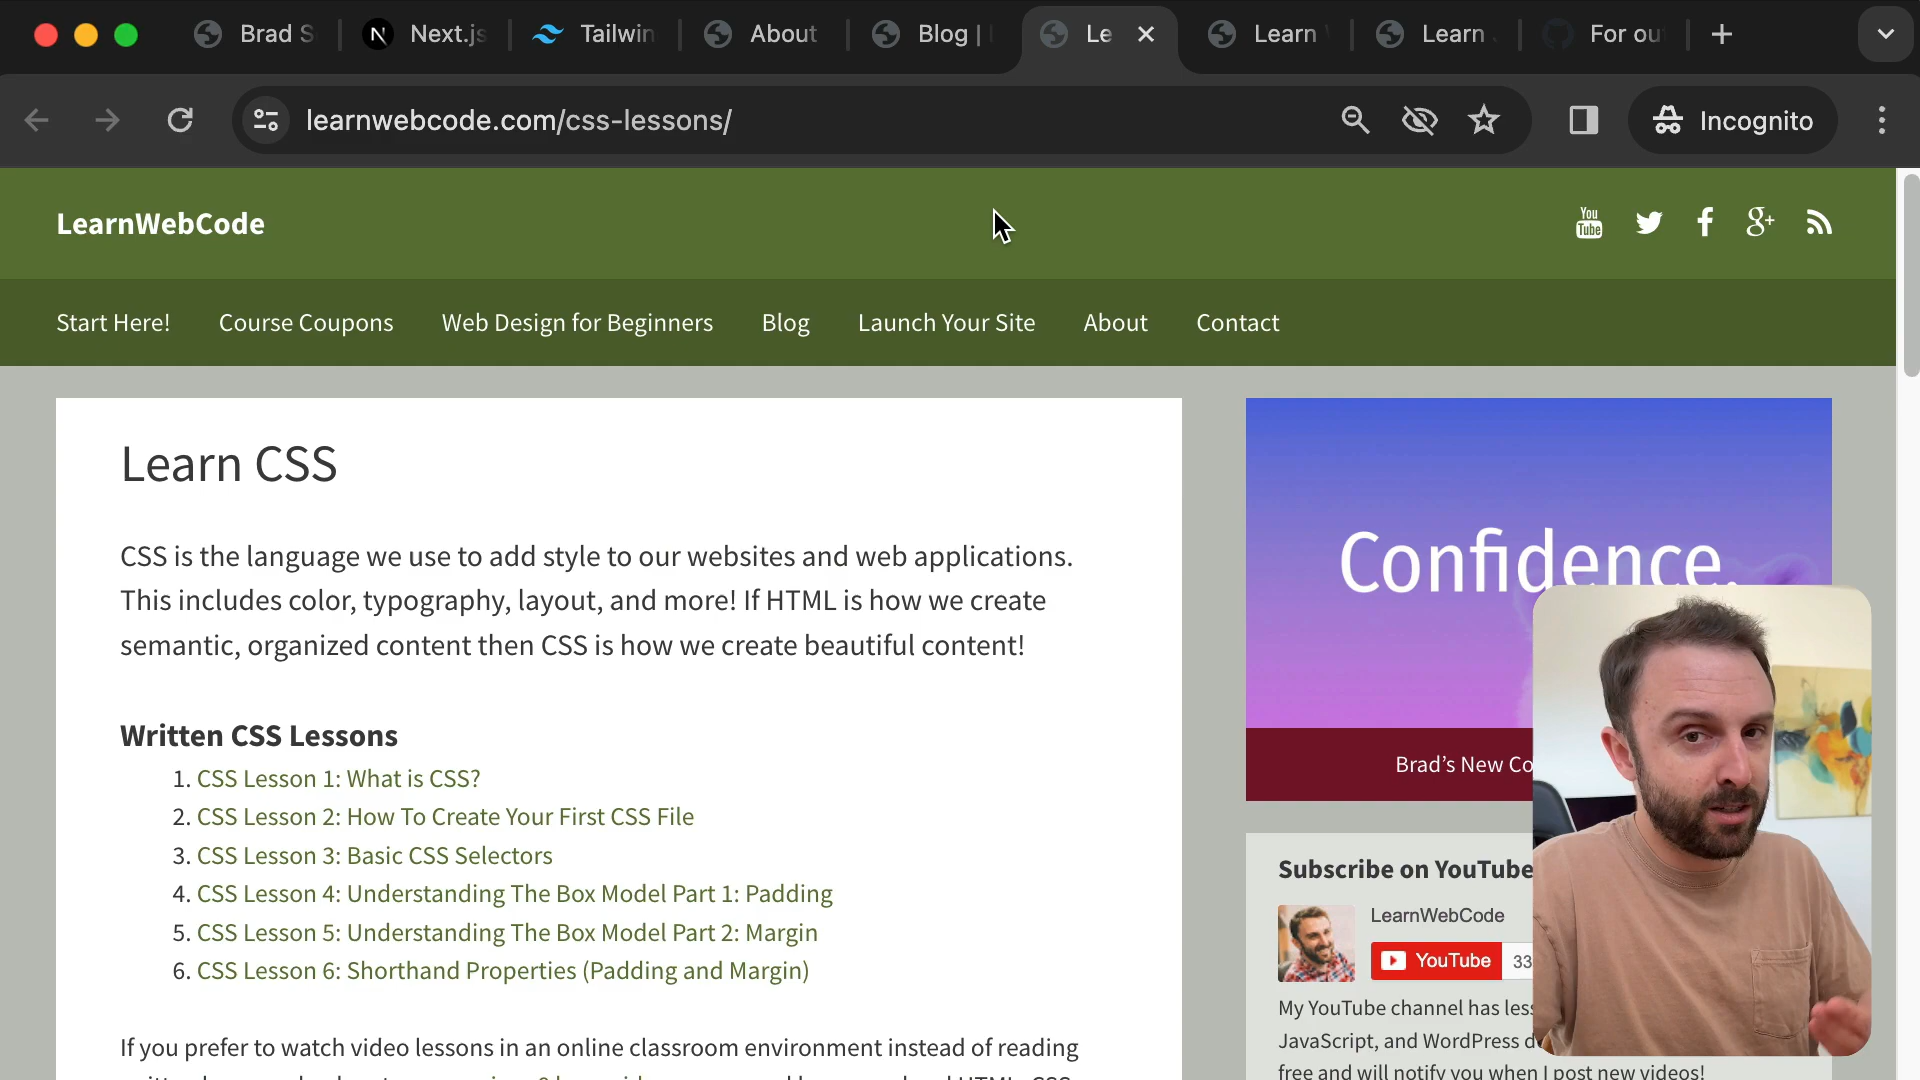 Brad S
Next.js
Tailwin
About
Blog |
Le
Learn
Learn
For ou
learnwebcode.com/css-lessons/
Incognito
LearnWebCode
You
Tube
g+
Start Here!
Course Coupons
Web Design for Beginners
Blog
Launch Your Site
About
Contact
Learn CSS
CSS is the language we use to add style to our websites and web applications.
This includes color, typography, layout, and more! If HTML is how we create
semantic, organized content then CSS is how we create beautiful content!
Written CSS Lessons
1. CSS Lesson 1: What is CSS?
2. CSS Lesson 2: How To Create Your First CSS File
3. CSS Lesson 3: Basic CSS Selectors
4. CSS Lesson 4: Understanding The Box Model Part 1: Padding
5. CSS Lesson 5: Understanding The Box Model Part 2: Margin
6. CSS Lesson 6: Shorthand Properties (Padding and Margin)
If you prefer to watch video lessons in an online classroom environment instead of reading
Confidence.
Brad’s New Co
Subscribe on YouTube
LearnWebCode
YouTube
33
My YouTube channel has less
JavaScript, and WordPress d
free and will notify you when I post new videos!